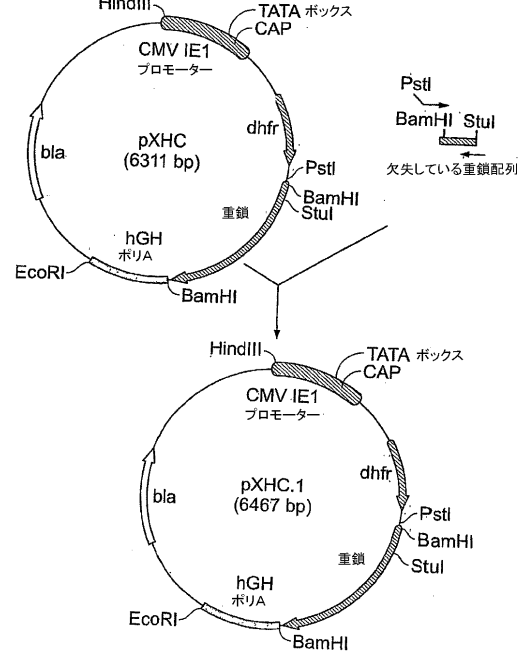 HindIII
TATA ボックス
CAP
CMV IE1
プロモーター
dhfr
pXHC
(6311 bp)
bla
PstI
BamHI
StuI
重鎖
hGH
ポリA
EcoRI
BamHI
PstI
BamHI StuI
欠失している重鎖配列
HindIII
TATA ボックス
CAP
CMV IE1
プロモーター
dhfr
pXHC.1
(6467 bp)
bla
PstI
BamHI
StuI
重鎖
hGH
ポリA
EcoRI
BamHI